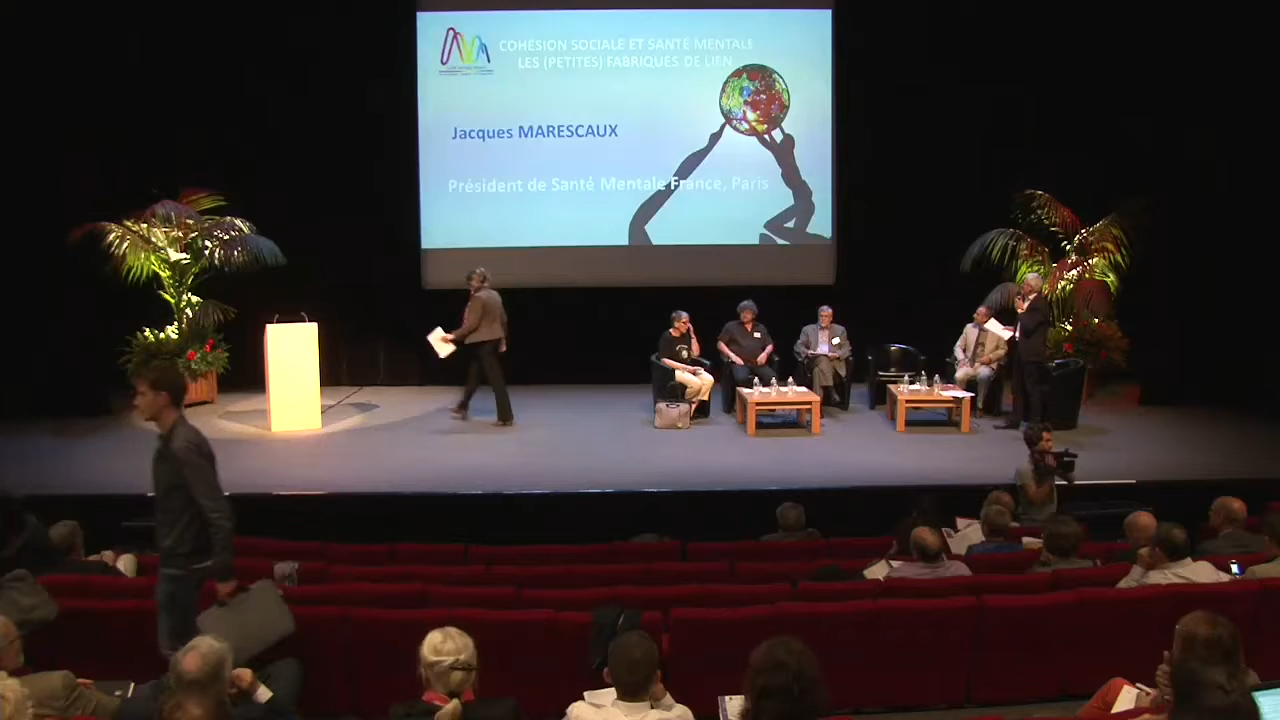 COHÉSION SOCIALE ET SANTÉ MENTALE
LES (PETITES) FABRIQUES DE LIEN
Jacques MARESCAUX
Président de Santé Mentale France, Paris